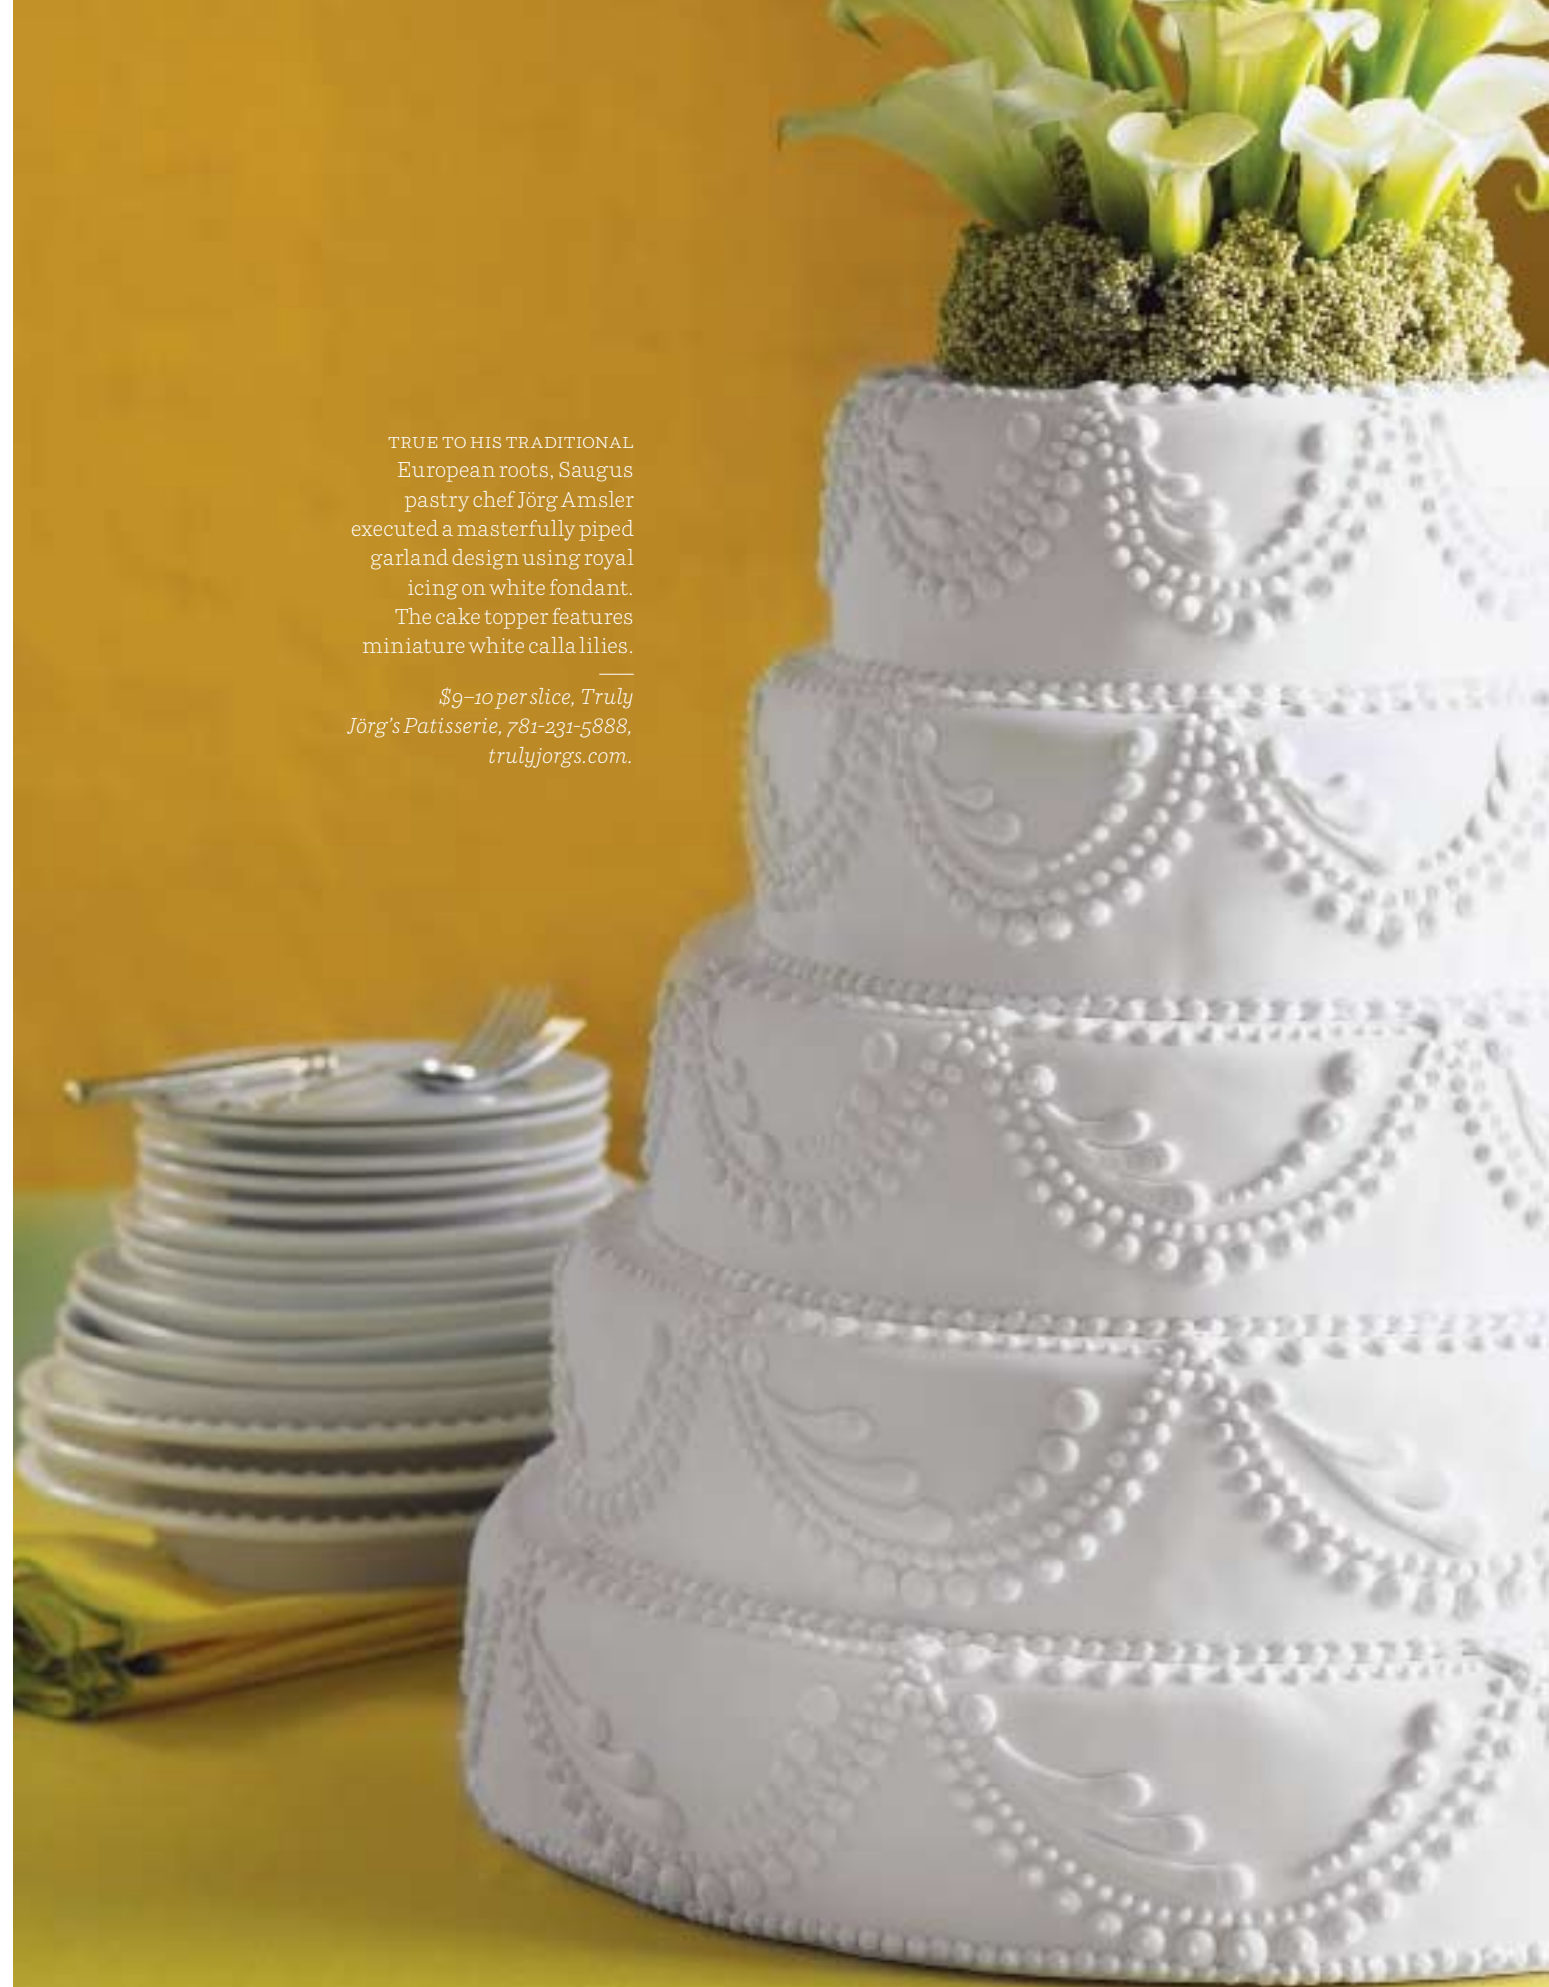 TRUE TO HIS TRADITIONAL
European roots, Saugus
pastry chef Jörg Amsler
executed a masterfully piped
garland design using royal
icing on white fondant.
The cake topper features
miniature white calla lilies.
$9–10 per slice, Truly
Jörg's Patisserie, 781-231-5888,
trulyjorgs.com.